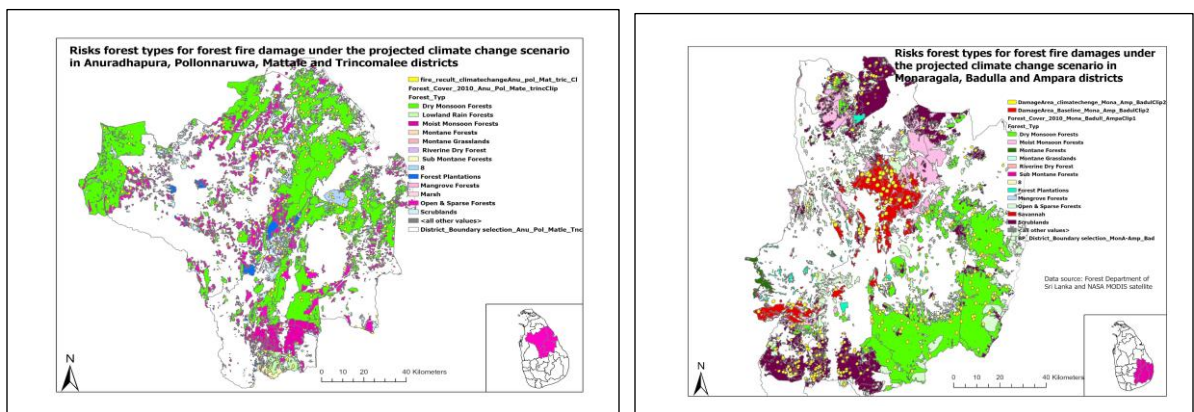 Risks forest types for forest fire damage under the projected climate change scenario
in Anuradhapura, Pollonnaruwa, Mattale and Trincomalee districts
fire_recult_climatechangeAnu_pol_Mat_tric_Cl
Forest_Cover_2010_Anu_Pol_Mate_trincClip
Forest_Typ
Dry Monsoon Forests
Lowland Rain Forests
Moist Monsoon Forests
Montane Forests
Montane Grasslands
Riverine Dry Forest
Sub Montane Forests
8
Forest Plantations
Mangrove Forests
Marsh
Open & Sparse Forests
Scrublands
<all other values>
District_Boundary selection_Anu_Pol_Matle_Tnc
N
0 10 20 40 Kilometers
Risks forest types for forest fire damages under
the projected climate change scenario in
Monaragala, Badulla and Ampara districts
DamageArea_climatechenge_Mona_Amp_BadulClip2
DamageArea_Baseline_Mona_Amp_BadulClip2
Forest_Cover_2010_Mona_Badull_AmpaClip1
Forest_Typ
Dry Monsoon Forests
Moist Monsoon Forests
Montane Forests
Montane Grasslands
Riverine Dry Forest
Sub Montane Forests
8
Forest Plantations
Mangrove Forests
Open & Sparse Forests
Savannah
Scrublands
<all other values>
BP_District_Boundary selection_MonA-Amp_Bad
Data source: Forest Department of
Sri Lanka and NASA MODIS satellite
N
0 10 20 40 Kilometers